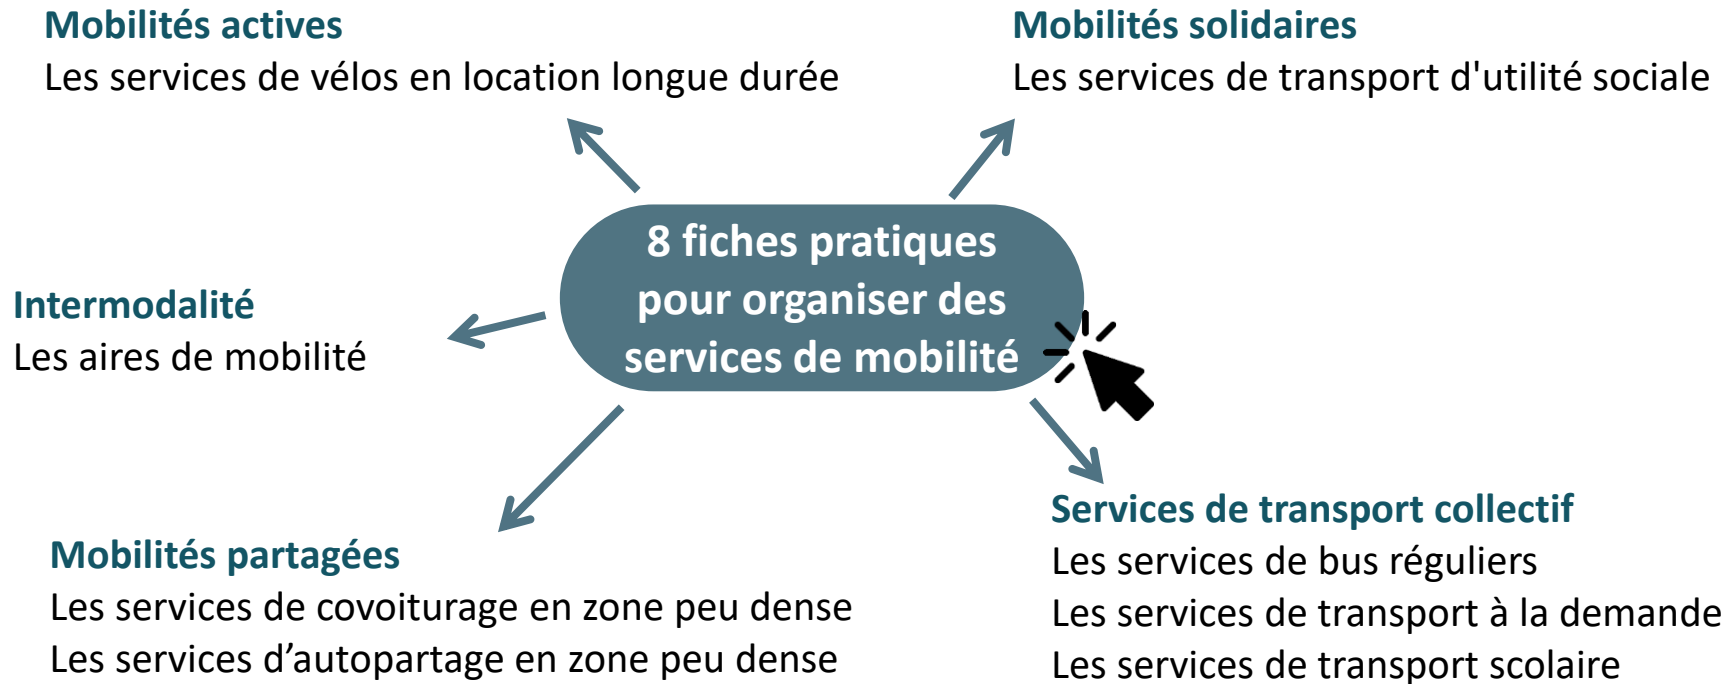 Mobilités actives
Les services de vélos en location longue durée
Mobilités solidaires
Les services de transport d'utilité sociale
8 fiches pratiques
pour organiser des
services de mobilité
Intermodalité
Les aires de mobilité
Mobilités partagées
Les services de covoiturage en zone peu dense
Les services d’autopartage en zone peu dense
Services de transport collectif
Les services de bus réguliers
Les services de transport à la demande
Les services de transport scolaire